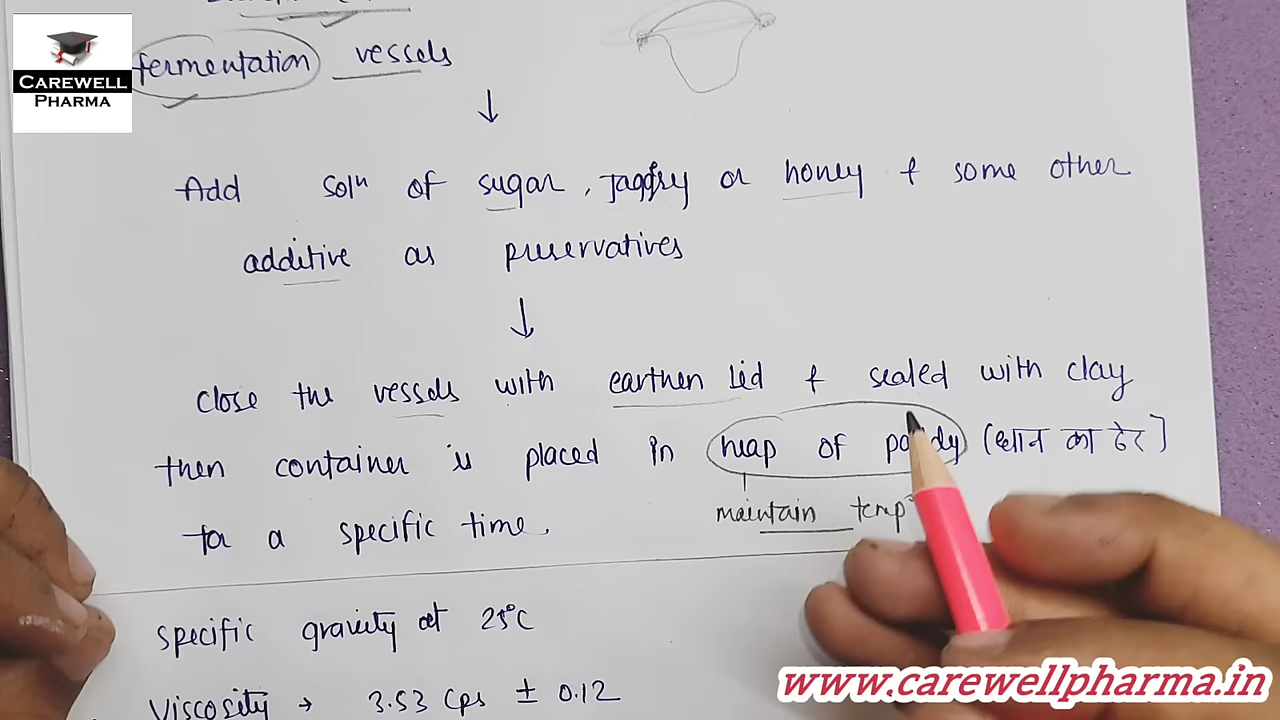 CAREWELL
PHARMA
fermentation vessels
↓
Add solⁿ of sugar, Jaggry or honey & some other
additive as preservatives
↓
close the vessels with earthen lid & sealed with clay
then container is placed in heap of paddy (धान का ढेर]
for a specific time.
maintain temp°
specific gravity at 25°C
Viscosity → 3.53 Cps ± 0.12
www.carewellpharma.in